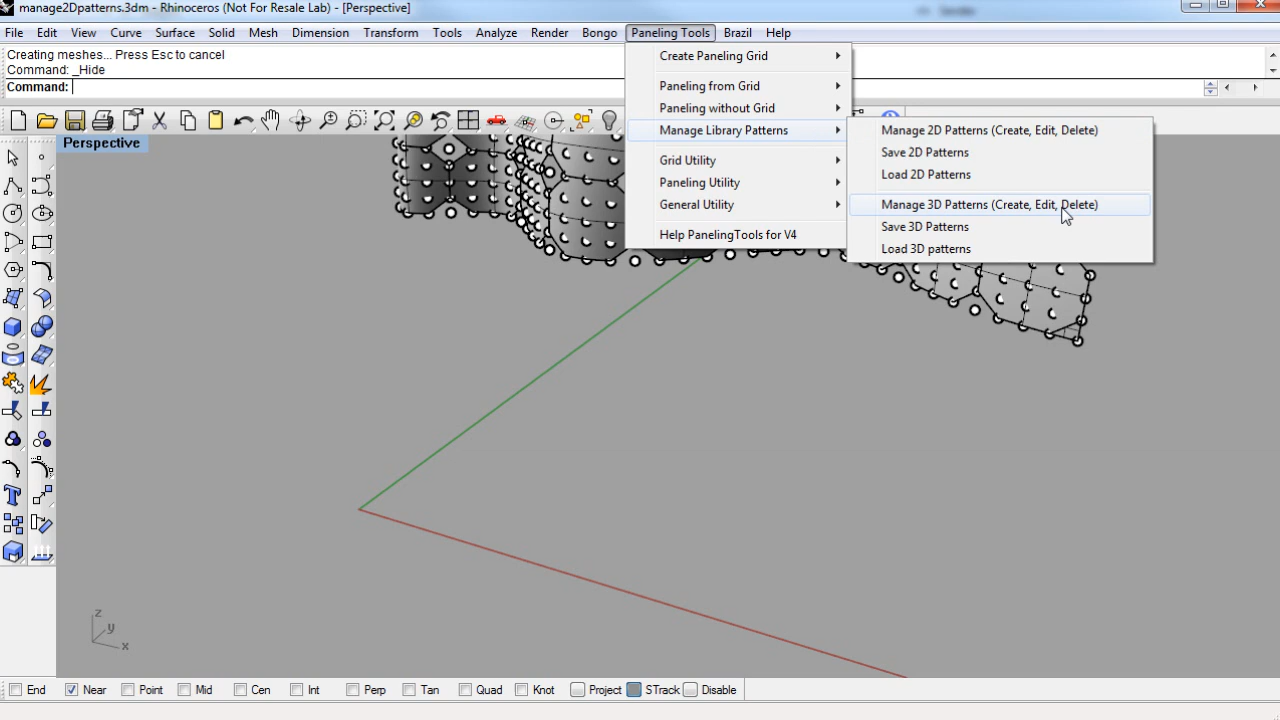 manage2Dpatterns.3dm - Rhinoceros (Not For Resale Lab) - [Perspective]
File Edit View Curve Surface Solid Mesh Dimension Transform Tools Analyze Render Bongo Paneling Tools Brazil Help
Creating meshes... Press Esc to cancel
Command: _Hide
Command:
Create Paneling Grid
Paneling from Grid
Paneling without Grid
Manage Library Patterns
Grid Utility
Paneling Utility
General Utility
Help PanelingTools for V4
Manage 2D Patterns (Create, Edit, Delete)
Save 2D Patterns
Load 2D Patterns
Manage 3D Patterns (Create, Edit, Delete)
Save 3D Patterns
Load 3D patterns
Perspective
z
y
x
End Near Point Mid Cen Int Perp Tan Quad Knot Project STrack Disable